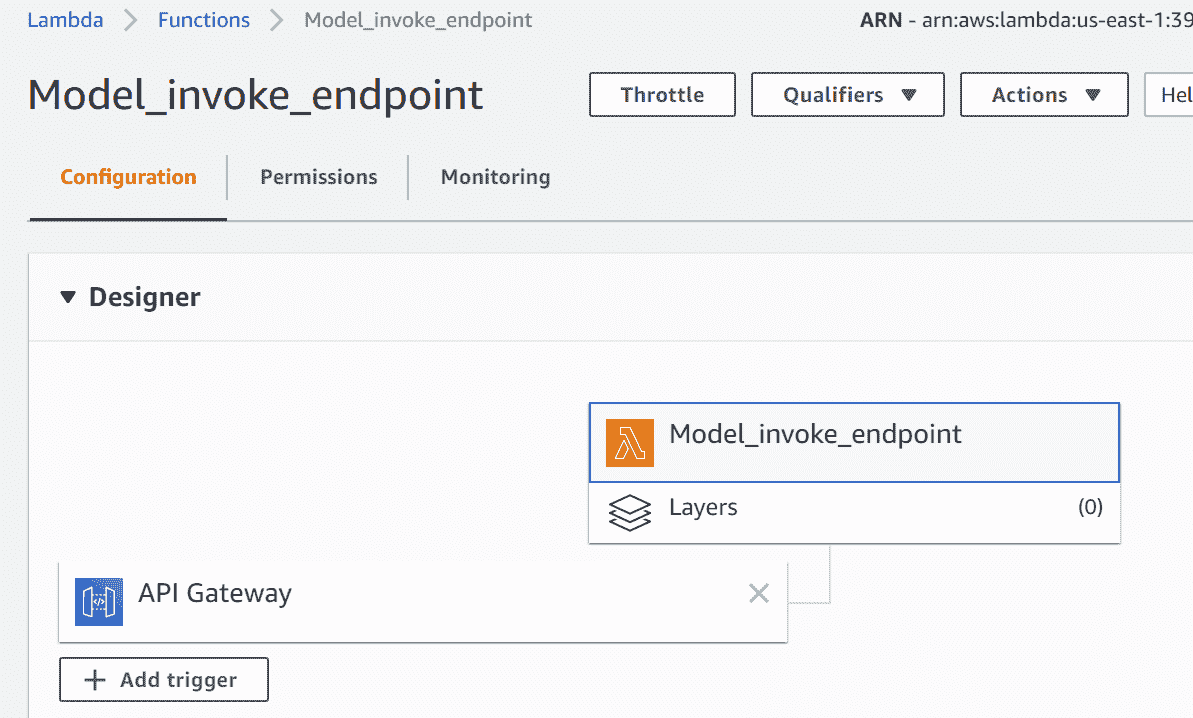 Lambda Functions Model_invoke_endpoint ARN - arn:aws:lambda:us-east-1:39
Model_invoke_endpoint Throttle Qualifiers Actions
Configuration Permissions Monitoring
Designer
Model_invoke_endpoint
Layers (0)
API Gateway
Add trigger